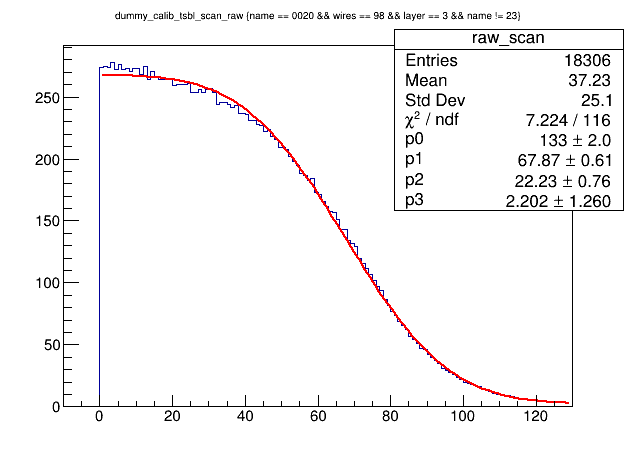 dummy_calib_tsbl_scan_raw {name == 0020 && wires == 98 && layer == 3 && name != 23}
raw_scan
Entries 18306
Mean 37.23
Std Dev 25.1
χ² / ndf 7.224 / 116
p0 133 ± 2.0
p1 67.87 ± 0.61
p2 22.23 ± 0.76
p3 2.202 ± 1.260
250
200
150
100
50
0
0 20 40 60 80 100 120